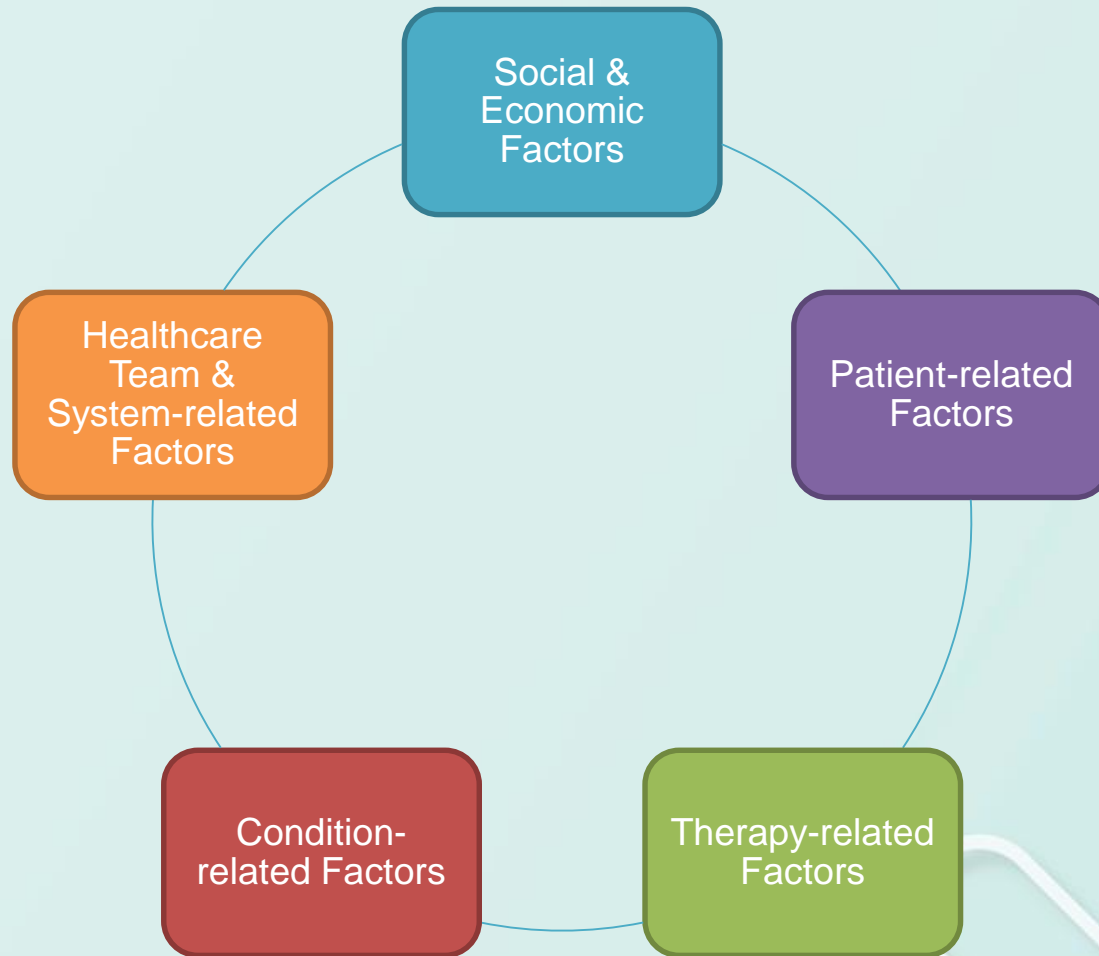 Social &
Economic
Factors
Healthcare
Team &
System-related
Factors
Patient-related
Factors
Condition-
related Factors
Therapy-related
Factors